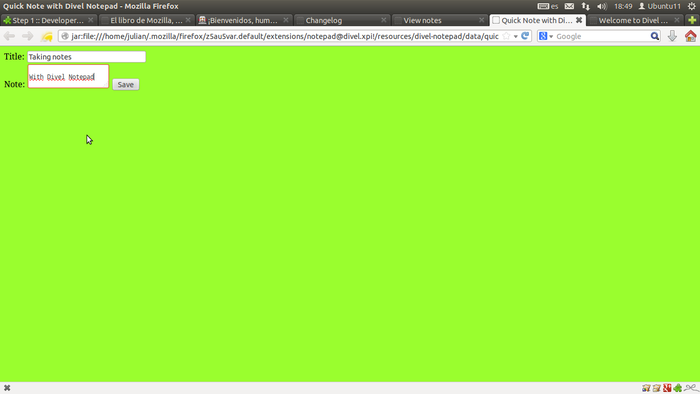 Quick Note with Divel Notepad - Mozilla Firefox
es
18:49
Ubuntu11
Step 1 :: Developer...
El libro de Mozilla, ...
¡Bienvenidos, hum...
Changelog
View notes
Quick Note with Di...
Welcome to Divel ...
jar:file:///home/julian/.mozilla/firefox/z5au5var.default/extensions/notepad@divel.xpi!/resources/divel-notepad/data/quic
Google
Title: Taking notes
With Divel Notepad
Note: Save